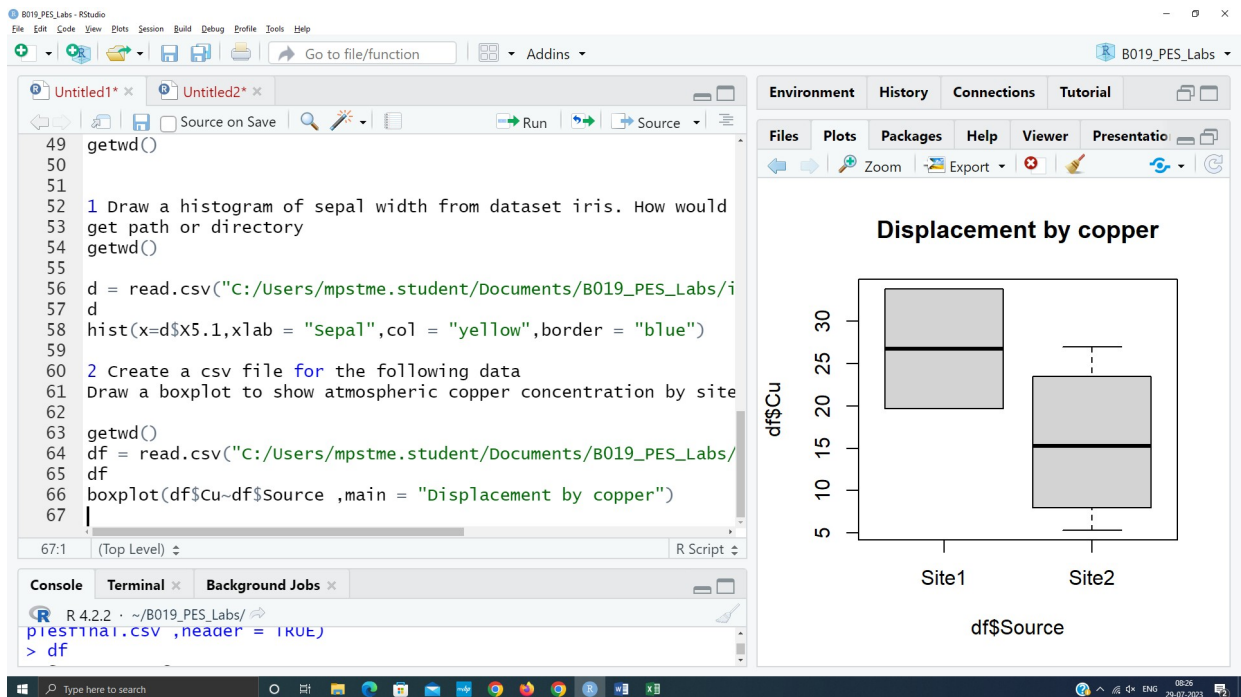 B019_PES_Labs - RStudio
File Edit Code View Plots Session Build Debug Profile Tools Help
Go to file/function Addins B019_PES_Labs
Untitled1* Untitled2*
Source on Save Run Source
49 getwd()
50
51
52 1 Draw a histogram of sepal width from dataset iris. How would
53 get path or directory
54 getwd()
55
56 d = read.csv("C:/Users/mpstme.student/Documents/B019_PES_Labs/i
57 d
58 hist(x=d$X5.1,xlab = "Sepal",col = "yellow",border = "blue")
59
60 2 Create a csv file for the following data
61 Draw a boxplot to show atmospheric copper concentration by site
62
63 getwd()
64 df = read.csv("C:/Users/mpstme.student/Documents/B019_PES_Labs/
65 df
66 boxplot(df$Cu~df$Source ,main = "Displacement by copper")
67
67:1 (Top Level) R Script
Console Terminal Background Jobs
R R 4.2.2 · ~/B019_PES_Labs/
plesfinal.csv ,header = TRUE)
> df
Environment History Connections Tutorial
Files Plots Packages Help Viewer Presentatio
Zoom Export
Displacement by copper
df$Cu
30
25
20
15
10
5
Site1 Site2
df$Source
Type here to search
ENG
08:26
29-07-2023